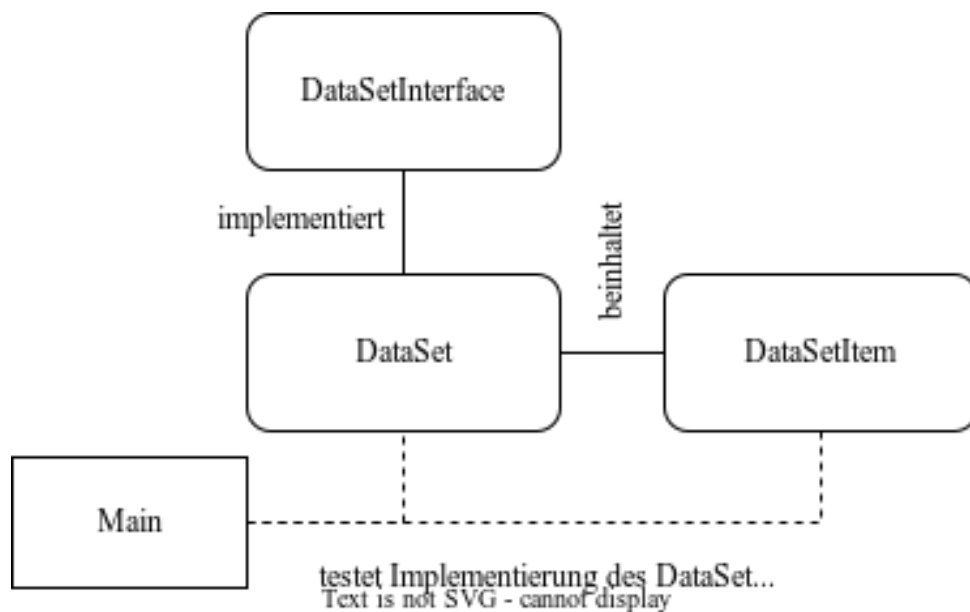 DataSetInterface
implementiert
beinhaltet
DataSet
DataSetItem
Main
testet Implementierung des DataSet...
Text is not SVG - cannot display